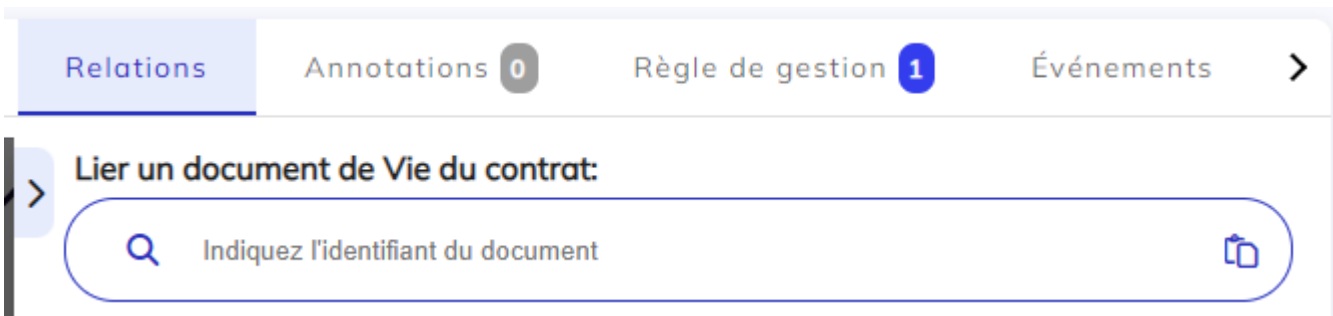 Relations Annotations 0 Règle de gestion 1 Événements
Lier un document de Vie du contrat:
Indiquez l'identifiant du document